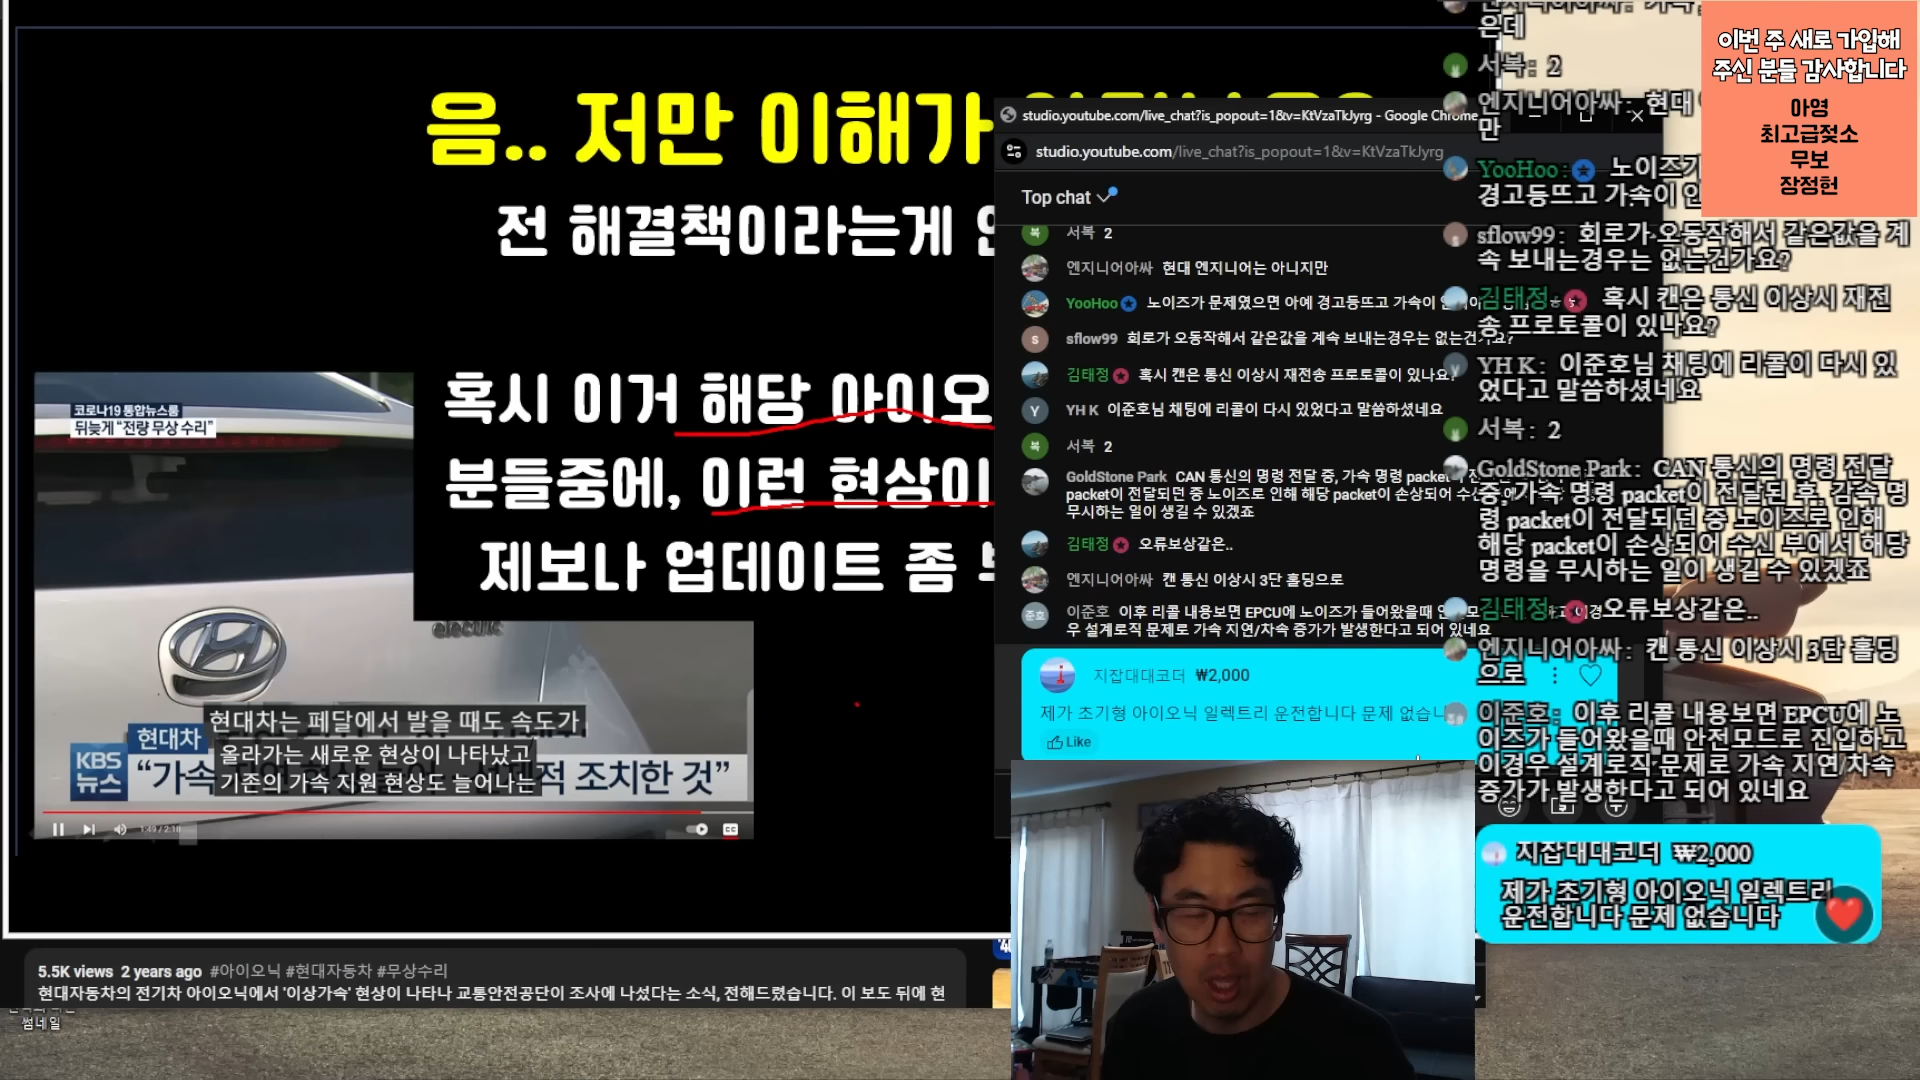 음.. 저만 이해가
전 해결책이라는게
혹시 이거 해당 아이오
분들중에, 이런 현상이
제보나 업데이트 좀
코로나19 통합뉴스룸
뒤늦게 “전량 무상 수리”
electric
현대차
KBS
뉴스
“가속
적 조치한 것”
현대차는 페달에서 발을 때도 속도가
올라가는 새로운 현상이 나타났고
기존의 가속 지원 현상도 늘어나는
1:49 / 2:18
5.5K views 2 years ago #아이오닉 #현대자동차 #무상수리
현대자동차의 전기차 아이오닉에서 '이상가속' 현상이 나타나 교통안전공단이 조사에 나섰다는 소식, 전해드렸습니다. 이 보도 뒤에 현
썸네일
studio.youtube.com/live_chat?is_popout=1&v=KtVzaTkJyrg - Google Chrome
studio.youtube.com/live_chat?is_popout=1&v=KtVzaTkJyrg
Top chat
서복 2
엔지니어아싸 현대 엔지니어는 아니지만
YooHoo 노이즈가 문제였으면 아예 경고등뜨고 가속이
sflow99 회로가 오동작해서 같은값을 계속 보내는경우는 없는건가요?
김태정 혹시 캔은 통신 이상시 재전송 프로토콜이 있나요?
YH K 이준호님 채팅에 리콜이 다시 있었다고 말씀하셨네요
서복 2
GoldStone Park CAN 통신의 명령 전달 중, 가속 명령 packet
packet이 전달되던 중 노이즈로 인해 해당 packet이 손상되어
무시하는 일이 생길 수 있겠죠
김태정 오류보상같은..
엔지니어아싸 캔 통신 이상시 3단 홀딩으로
이준호 이후 리콜 내용보면 EPCU에 노이즈가 들어왔을때
우 설계로직 문제로 가속 지연/차속 증가가 발생한다고 되어 있네요
지잡대대코더 ₩2,000
제가 초기형 아이오닉 일렉트리 운전합니다 문제 없습니
Like
은데
서복: 2
엔지니어아싸: 현대
만
YooHoo: 노이즈가
경고등뜨고 가속이 안
sflow99: 회로가 오동작해서 같은값을 계
속 보내는경우는 없는건가요?
김태정 혹시 캔은 통신 이상시 재전
송 프로토콜이 있나요?
YH K: 이준호님 채팅에 리콜이 다시 있
었다고 말씀하셨네요
서복: 2
GoldStone Park: CAN 통신의 명령 전달
중, 가속 명령 packet이 전달된 후, 감속 명
령 packet이 전달되던 중 노이즈로 인해
해당 packet이 손상되어 수신 부에서 해당
명령을 무시하는 일이 생길 수 있겠죠
김태정 오류보상같은..
엔지니어아싸: 캔 통신 이상시 3단 홀딩
으로
이준호: 이후 리콜 내용보면 EPCU에 노
이즈가 들어왔을때 안전모드로 진입하고
이경우 설계로직 문제로 가속 지연/차속
증가가 발생한다고 되어 있네요
지잡대대코더 ₩2,000
제가 초기형 아이오닉 일렉트리
운전합니다 문제 없습니다
이번 주 새로 가입해
주신 분들 감사합니다
아영
최고급젖소
무보
장정헌